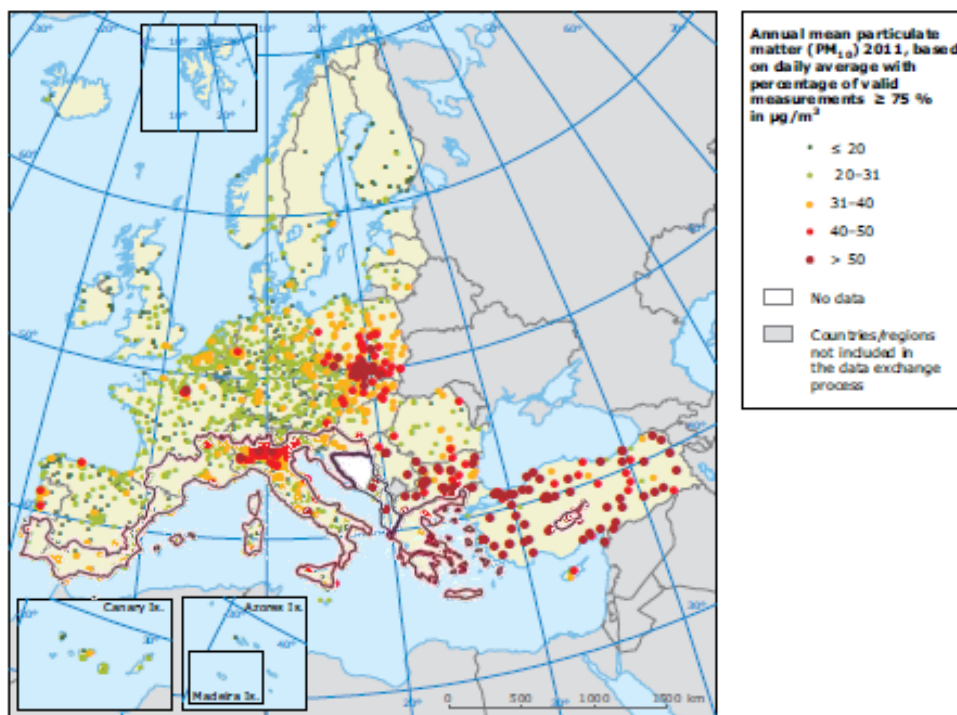 Annual mean particulate
matter (PM₁₀) 2011, based
on daily average with
percentage of valid
measurements ≥ 75 %
in µg/m³
≤ 20
20–31
31–40
40–50
> 50
No data
Countries/regions
not included in
the data exchange
process
Canary Is.
Azores Is.
Madeira Is.
0 500 1000 1500 km